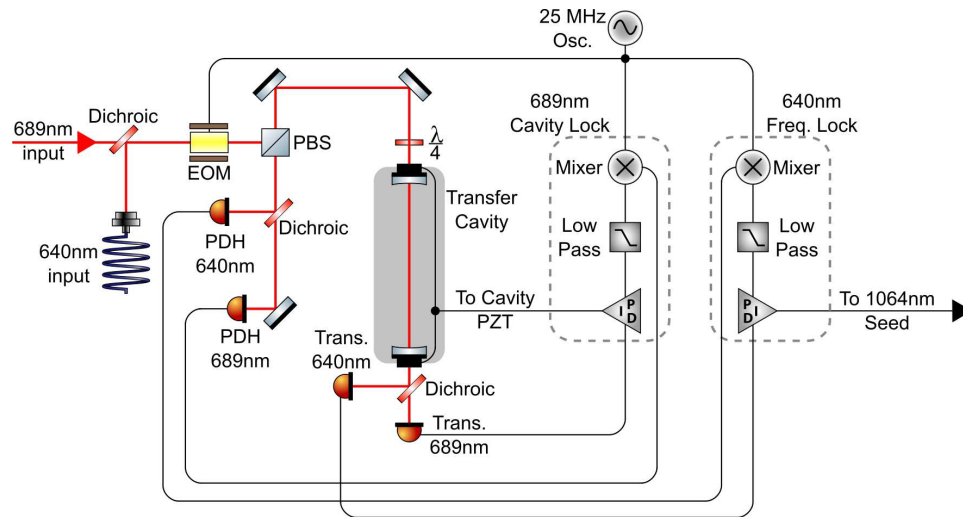 25 MHz
Osc.
689nm
Cavity Lock
640nm
Freq. Lock
Dichroic
689nm
input
EOM
PBS
λ/4
Mixer
Mixer
Transfer
Cavity
Dichroic
PDH
640nm
640nm
input
Low
Pass
Low
Pass
To Cavity
PZT
P
I
D
P
I
D
To 1064nm
Seed
PDH
689nm
Trans.
640nm
Dichroic
Trans.
689nm